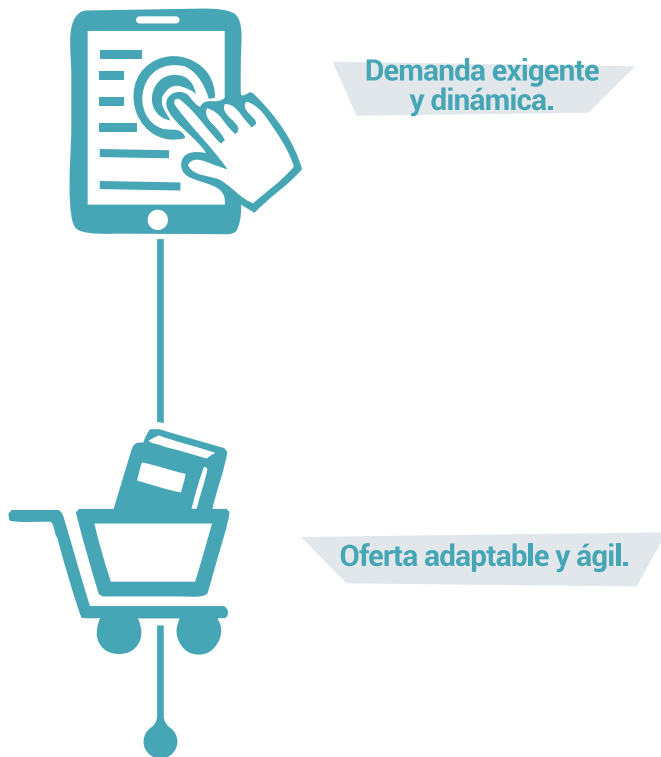 Demanda exigente
y dinámica.
Oferta adaptable y ágil.